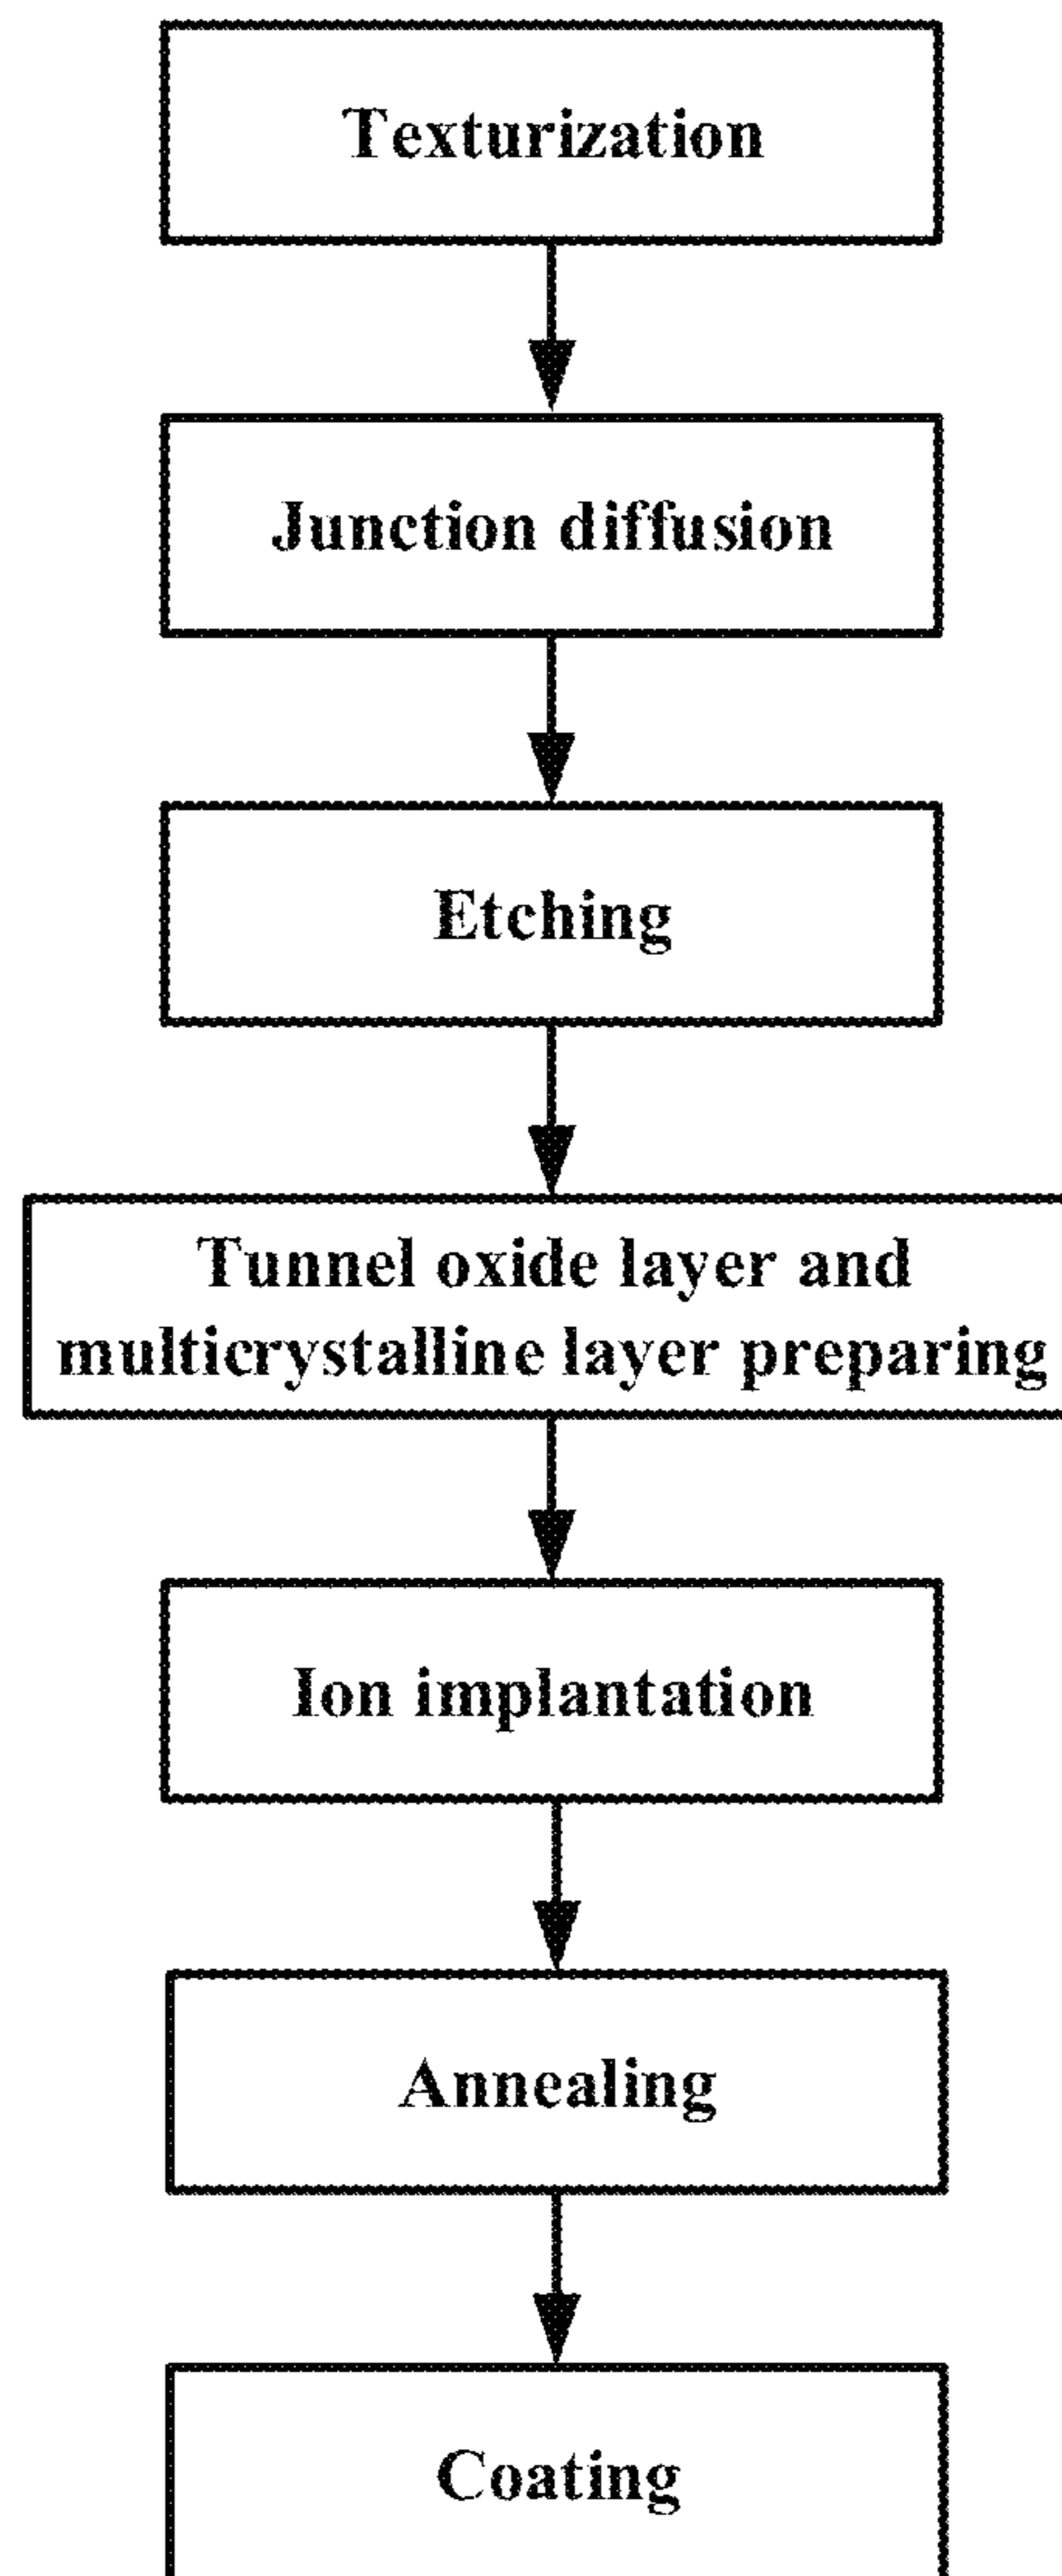 Texturization
Junction diffusion
Etching
Tunnel oxide layer and
multicrystalline layer preparing
Ion implantation
Annealing
Coating